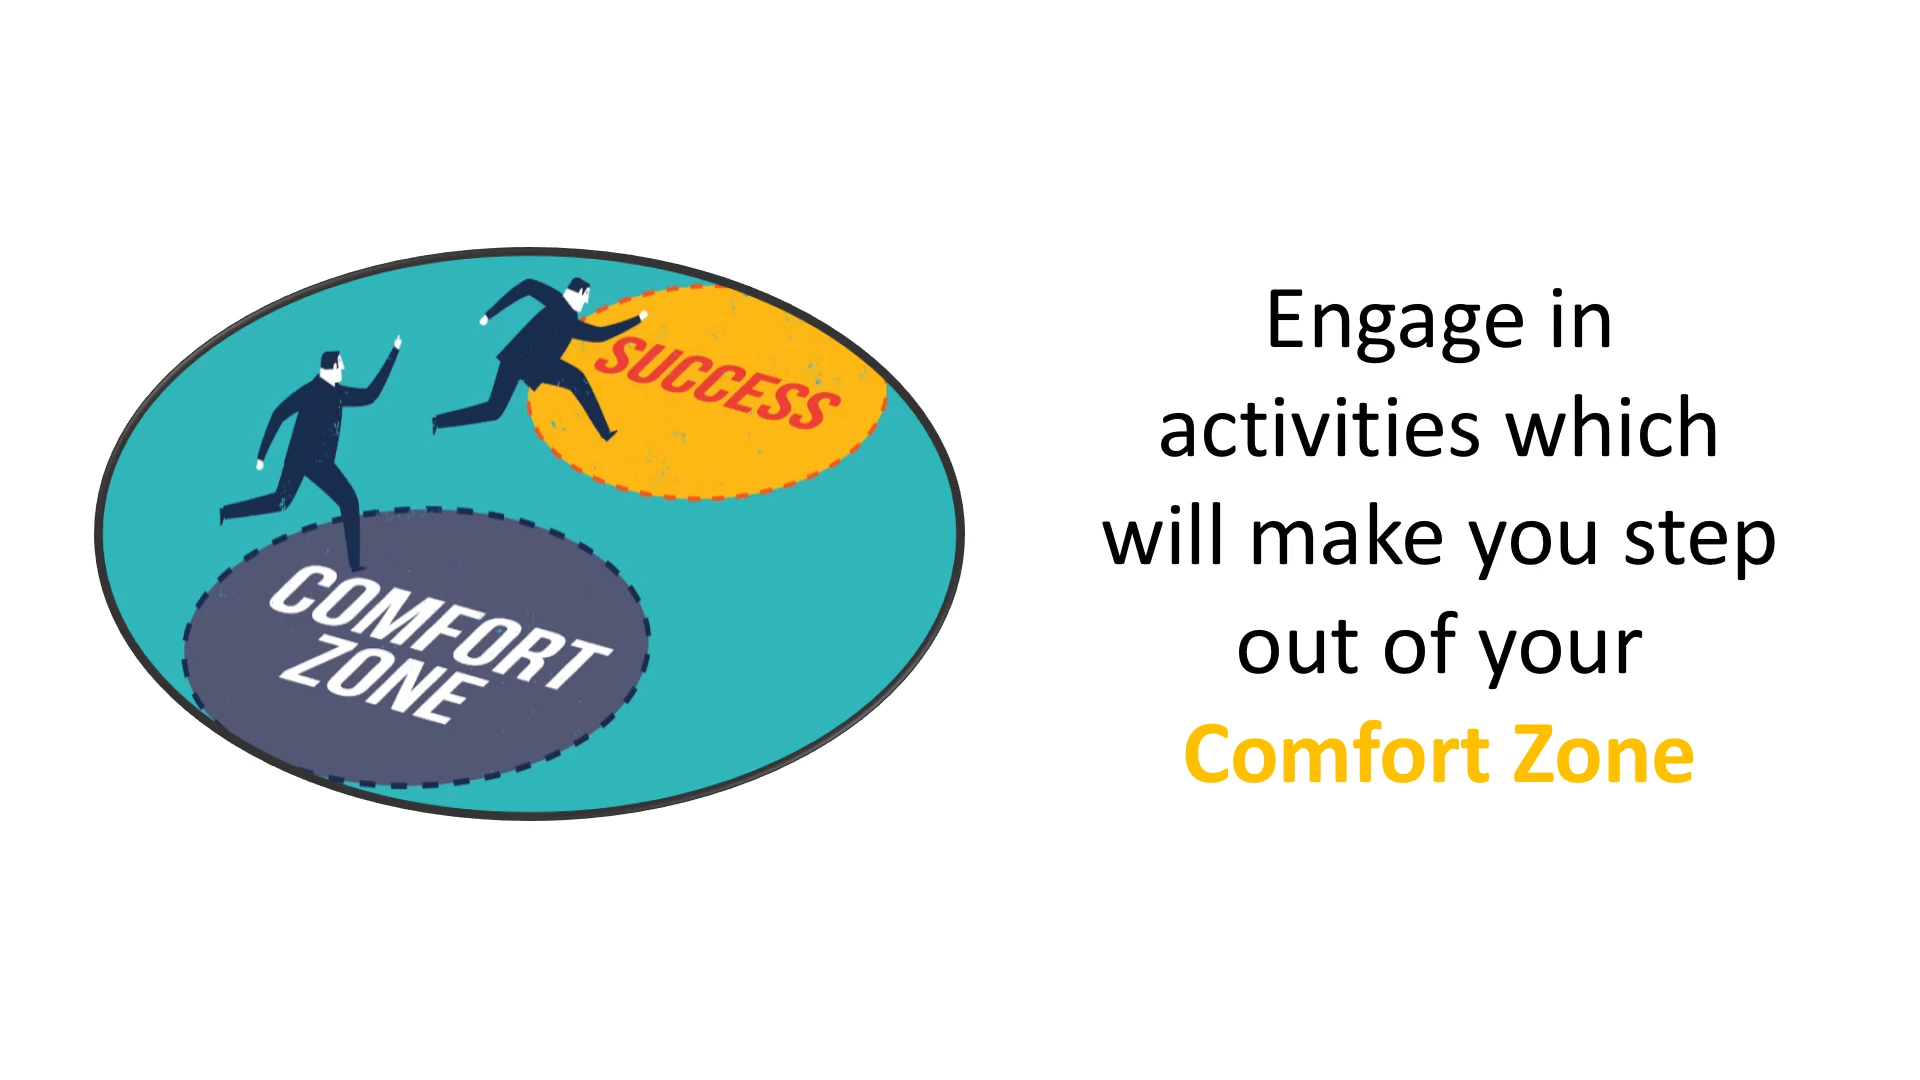 SUCCESS
COMFORT
ZONE
Engage in
activities which
will make you step
out of your
Comfort Zone